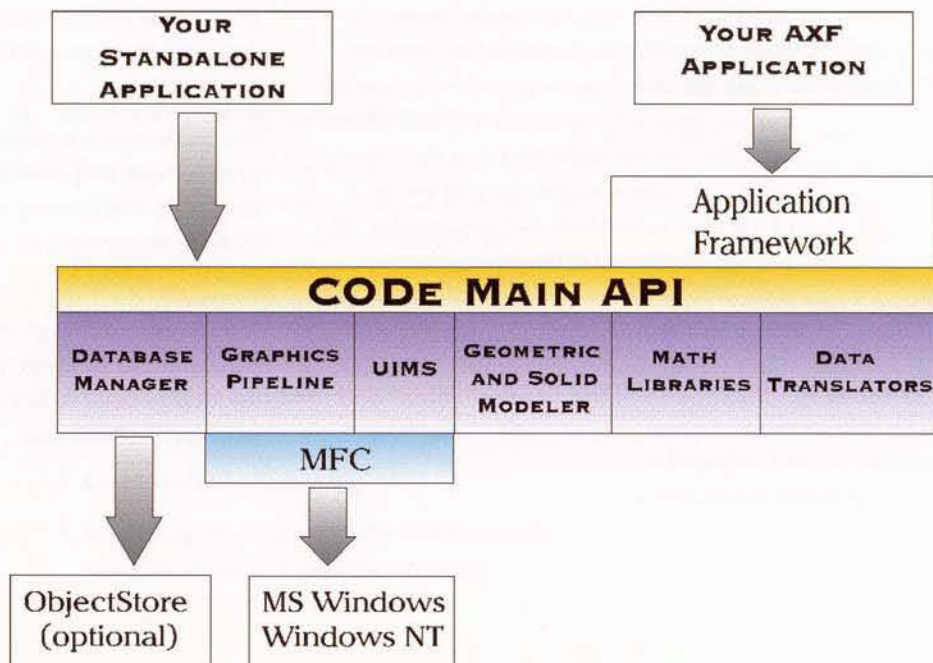 YOUR
STANDALONE
APPLICATION
YOUR AXF
APPLICATION
Application
Framework
CODE MAIN API
DATABASE
MANAGER
GRAPHICS
PIPELINE
UIMS
GEOMETRIC
AND SOLID
MODELER
MATH
LIBRARIES
DATA
TRANSLATORS
MFC
ObjectStore
(optional)
MS Windows
Windows NT